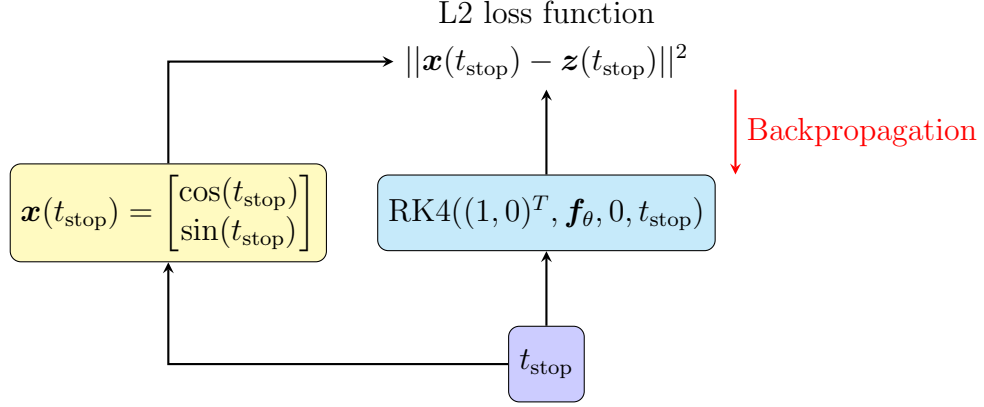 L2 loss function
||𝒙(t_stop) − 𝒛(t_stop)||²
Backpropagation
𝒙(t_stop) = [cos(t_stop) sin(t_stop)]
RK4((1, 0)^T, 𝒇_θ, 0, t_stop)
t_stop